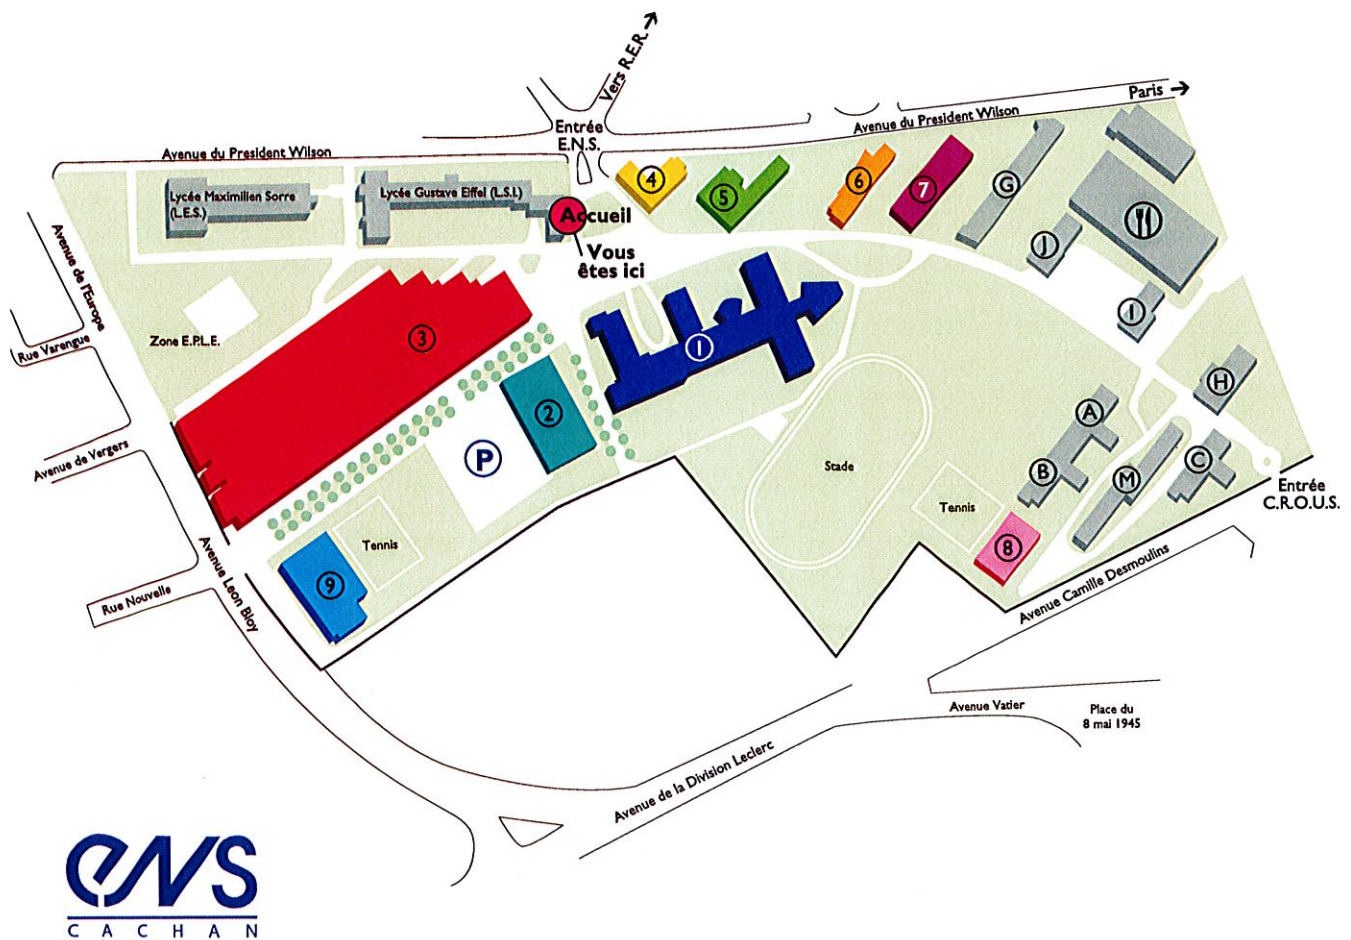 Vers R.E.R.
Paris
Entrée
E.N.S.
Avenue du President Wilson
Avenue du President Wilson
Lycée Maximilien Sorre
(L.E.S.)
Lycée Gustave Eiffel (L.S.I.)
4
5
6
7
G
J
I
H
Accueil
Vous
êtes ici
Avenue de l'Europe
Rue Varengue
Zone E.P.L.E.
3
1
2
P
Avenue de Vergers
Stade
A
B
M
C
Entrée
C.R.O.U.S.
Tennis
8
Tennis
9
Avenue Leon Bloy
Rue Nouvelle
Avenue Camille Desmoulins
Avenue Vatier
Place du
8 mai 1945
Avenue de la Division Leclerc
ENS
CACHAN